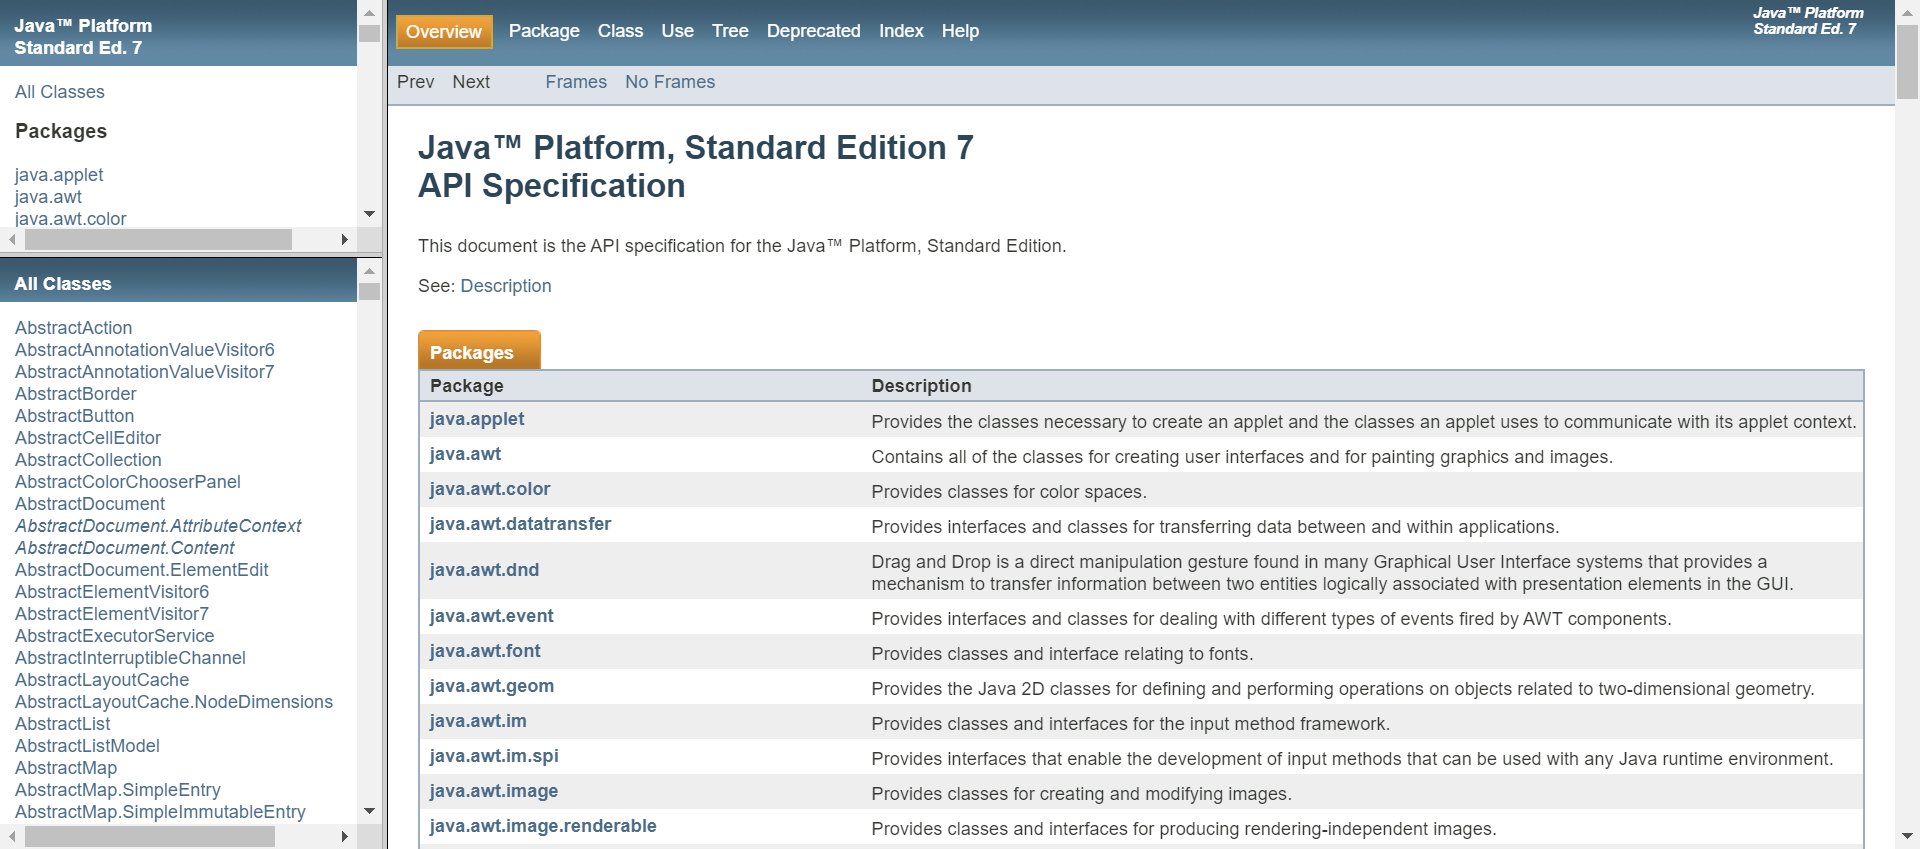 Java™ Platform
Standard Ed. 7
All Classes
Packages
java.applet
java.awt
java.awt.color
All Classes
AbstractAction
AbstractAnnotationValueVisitor6
AbstractAnnotationValueVisitor7
AbstractBorder
AbstractButton
AbstractCellEditor
AbstractCollection
AbstractColorChooserPanel
AbstractDocument
AbstractDocument.AttributeContext
AbstractDocument.Content
AbstractDocument.ElementEdit
AbstractElementVisitor6
AbstractElementVisitor7
AbstractExecutorService
AbstractInterruptibleChannel
AbstractLayoutCache
AbstractLayoutCache.NodeDimensions
AbstractList
AbstractListModel
AbstractMap
AbstractMap.SimpleEntry
AbstractMap.SimpleImmutableEntry
Overview Package Class Use Tree Deprecated Index Help
Java™ Platform
Standard Ed. 7
Prev Next Frames No Frames
Java™ Platform, Standard Edition 7
API Specification
This document is the API specification for the Java™ Platform, Standard Edition.
See: Description
Packages
Package Description
java.applet Provides the classes necessary to create an applet and the classes an applet uses to communicate with its applet context.
java.awt Contains all of the classes for creating user interfaces and for painting graphics and images.
java.awt.color Provides classes for color spaces.
java.awt.datatransfer Provides interfaces and classes for transferring data between and within applications.
java.awt.dnd Drag and Drop is a direct manipulation gesture found in many Graphical User Interface systems that provides a
mechanism to transfer information between two entities logically associated with presentation elements in the GUI.
java.awt.event Provides interfaces and classes for dealing with different types of events fired by AWT components.
java.awt.font Provides classes and interface relating to fonts.
java.awt.geom Provides the Java 2D classes for defining and performing operations on objects related to two-dimensional geometry.
java.awt.im Provides classes and interfaces for the input method framework.
java.awt.im.spi Provides interfaces that enable the development of input methods that can be used with any Java runtime environment.
java.awt.image Provides classes for creating and modifying images.
java.awt.image.renderable Provides classes and interfaces for producing rendering-independent images.